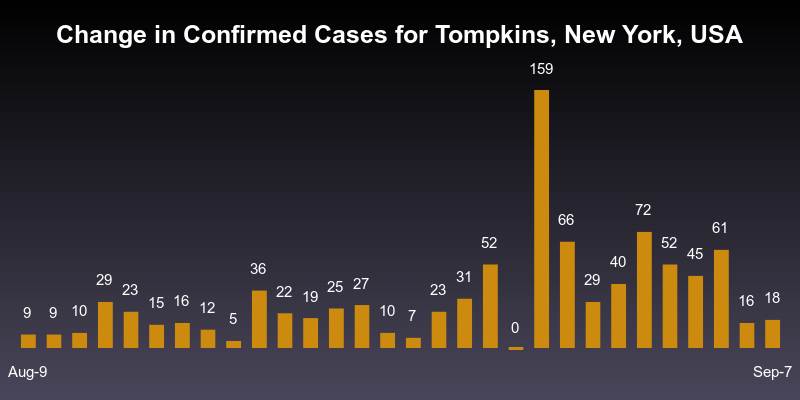 Change in Confirmed Cases for Tompkins, New York, USA
9 9 10 29 23 15 16 12 5 36 22 19 25 27 10 7 23 31 52 0 159 66 29 40 72 52 45 61 16 18
Aug-9 Sep-7